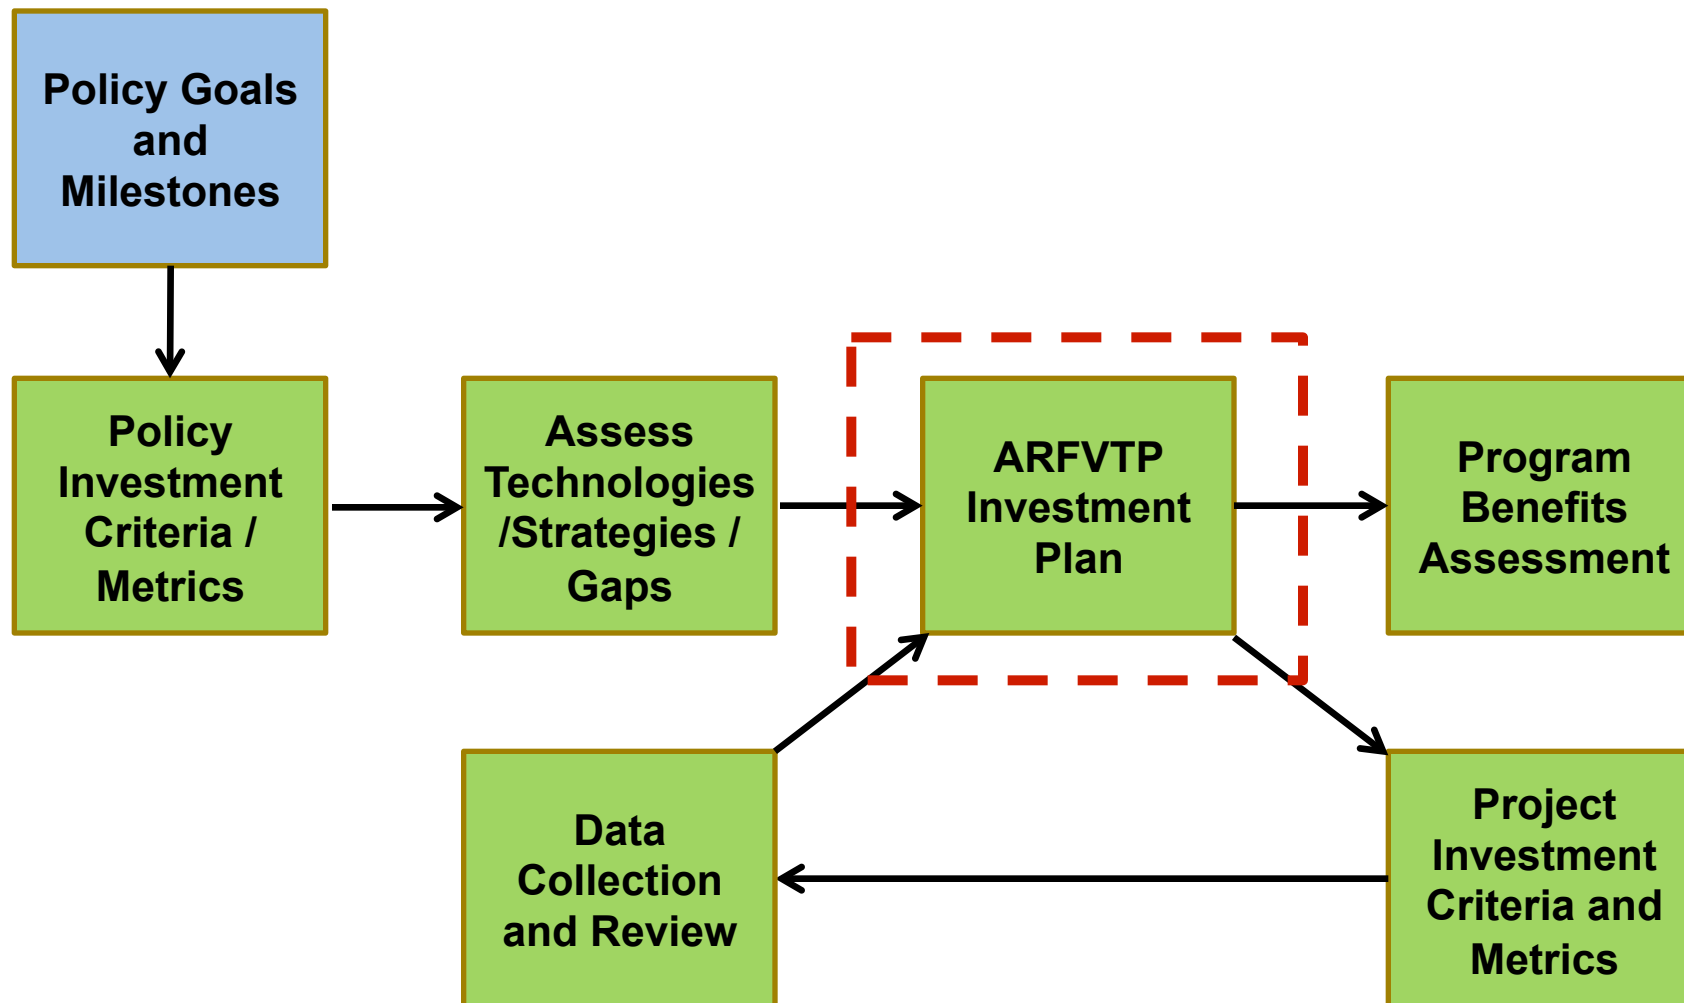 Policy Goals
and
Milestones
Policy
Investment
Criteria /
Metrics
Assess
Technologies
/Strategies /
Gaps
ARFVTP
Investment
Plan
Program
Benefits
Assessment
Data
Collection
and Review
Project
Investment
Criteria and
Metrics